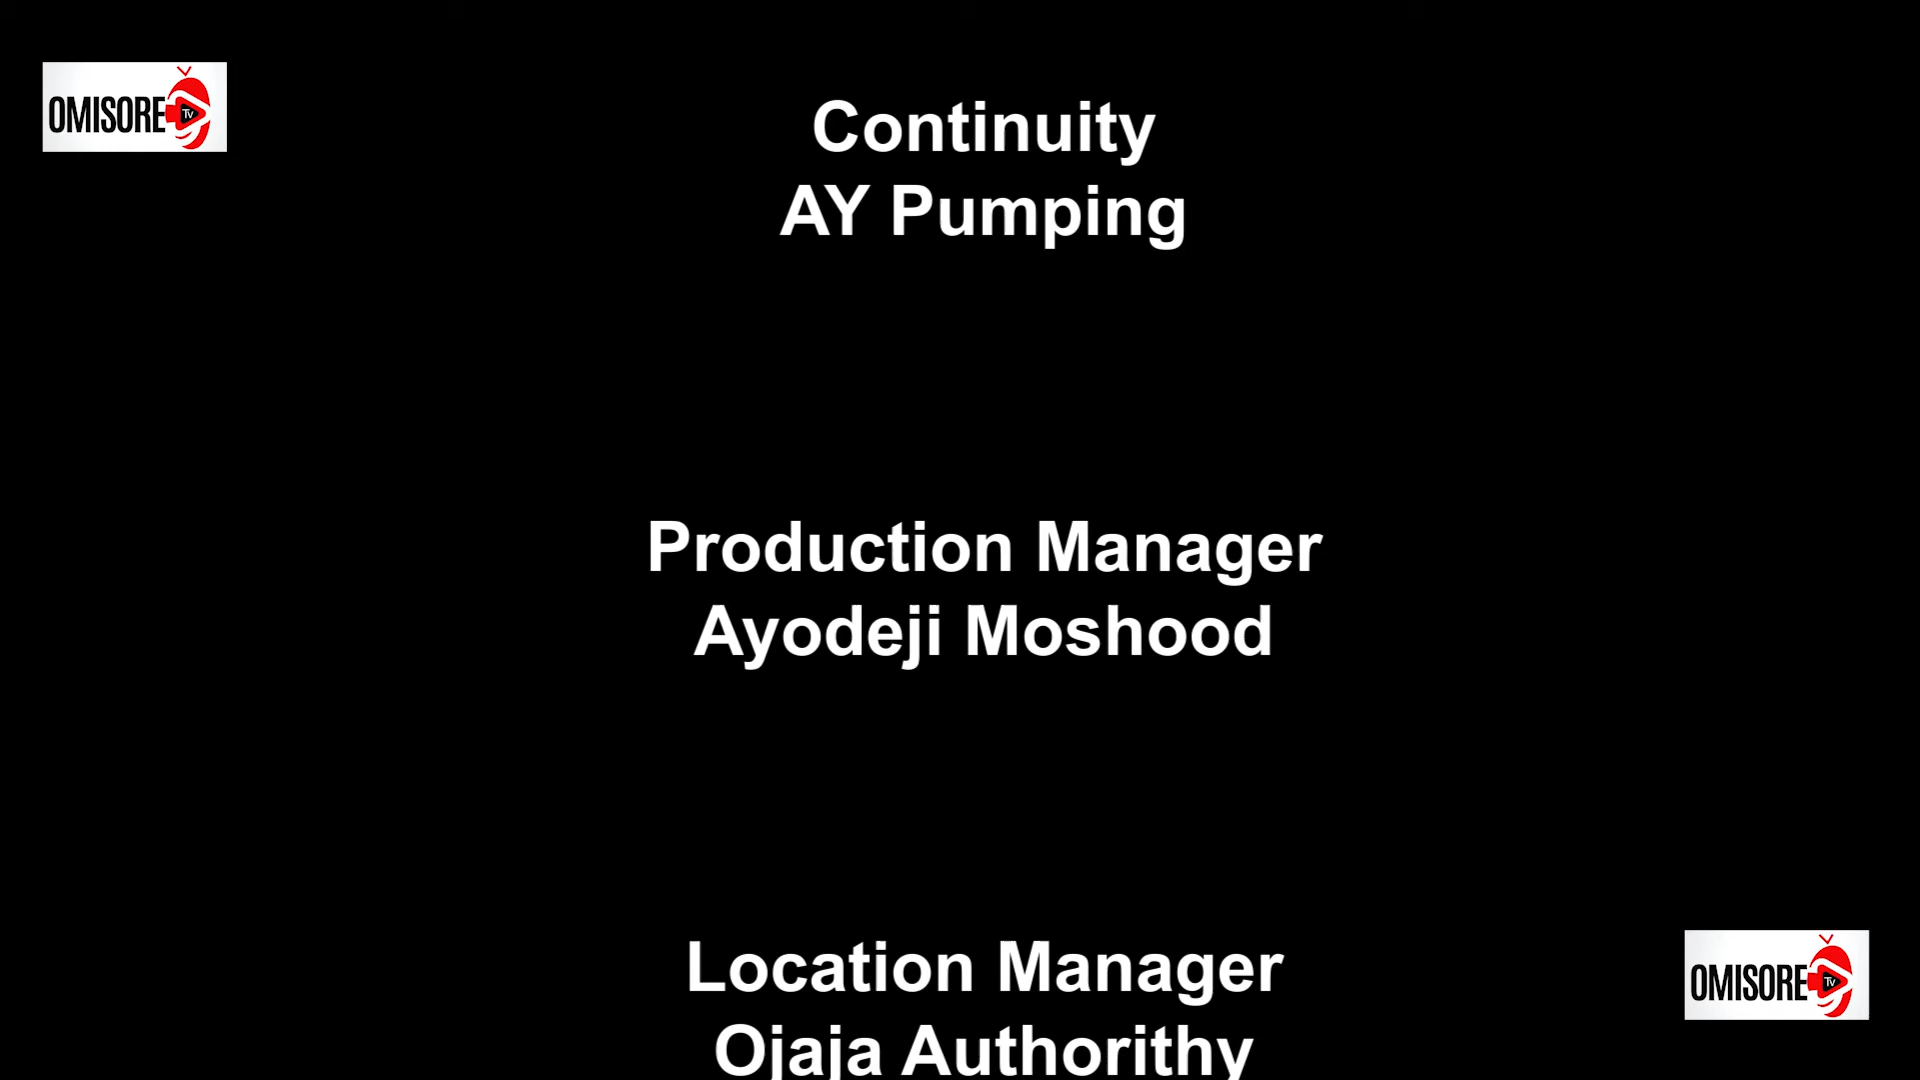 OMISORE Tv
Continuity
AY Pumping
Production Manager
Ayodeji Moshood
Location Manager
Ojaja Authorithy
OMISORE Tv